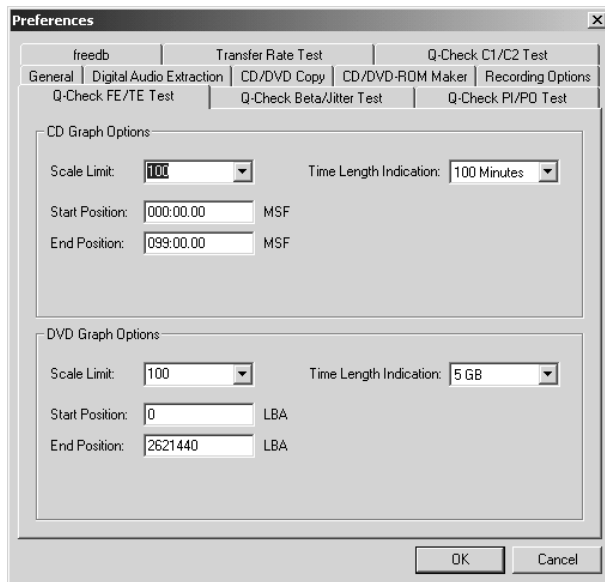 Preferences
freedb Transfer Rate Test Q-Check C1/C2 Test
General Digital Audio Extraction CD/DVD Copy CD/DVD-ROM Maker Recording Options
Q-Check FE/TE Test Q-Check Beta/Jitter Test Q-Check PI/PO Test
CD Graph Options
Scale Limit: 100 Time Length Indication: 100 Minutes
Start Position: 000:00.00 MSF
End Position: 099:00.00 MSF
DVD Graph Options
Scale Limit: 100 Time Length Indication: 5 GB
Start Position: 0 LBA
End Position: 2621440 LBA
OK Cancel